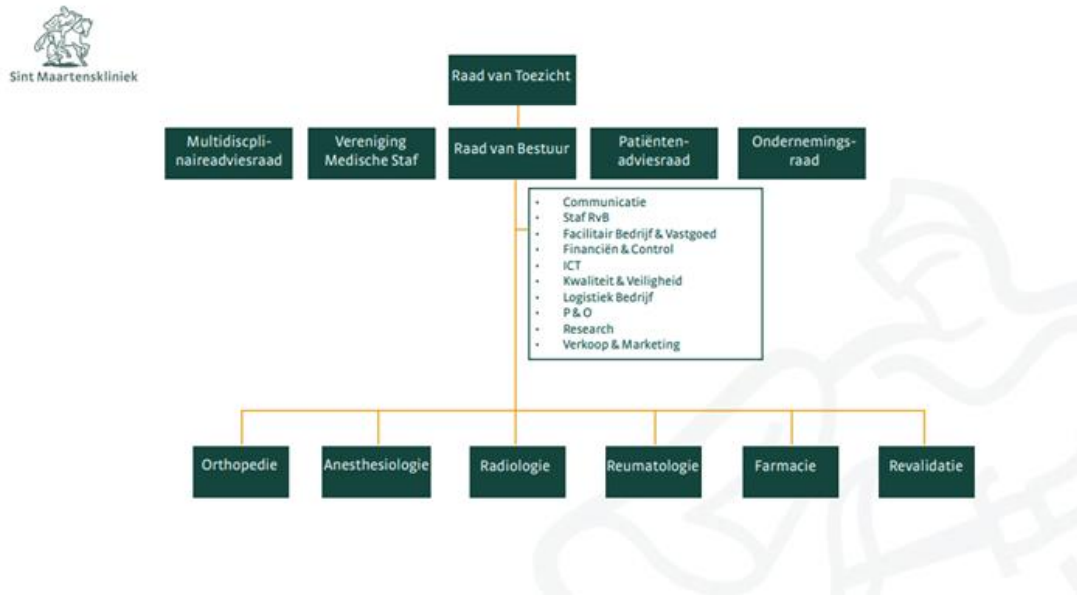 Sint Maartenskliniek
Raad van Toezicht
Multidiscpli-
naireadviesraad
Vereniging
Medische Staf
Raad van Bestuur
Patiënten-
adviesraad
Ondernemings-
raad
• Communicatie
• Staf RvB
• Facilitair Bedrijf & Vastgoed
• Financiën & Control
• ICT
• Kwaliteit & Veiligheid
• Logistiek Bedrijf
• P & O
• Research
• Verkoop & Marketing
Orthopedie
Anesthesiologie
Radiologie
Reumatologie
Farmacie
Revalidatie